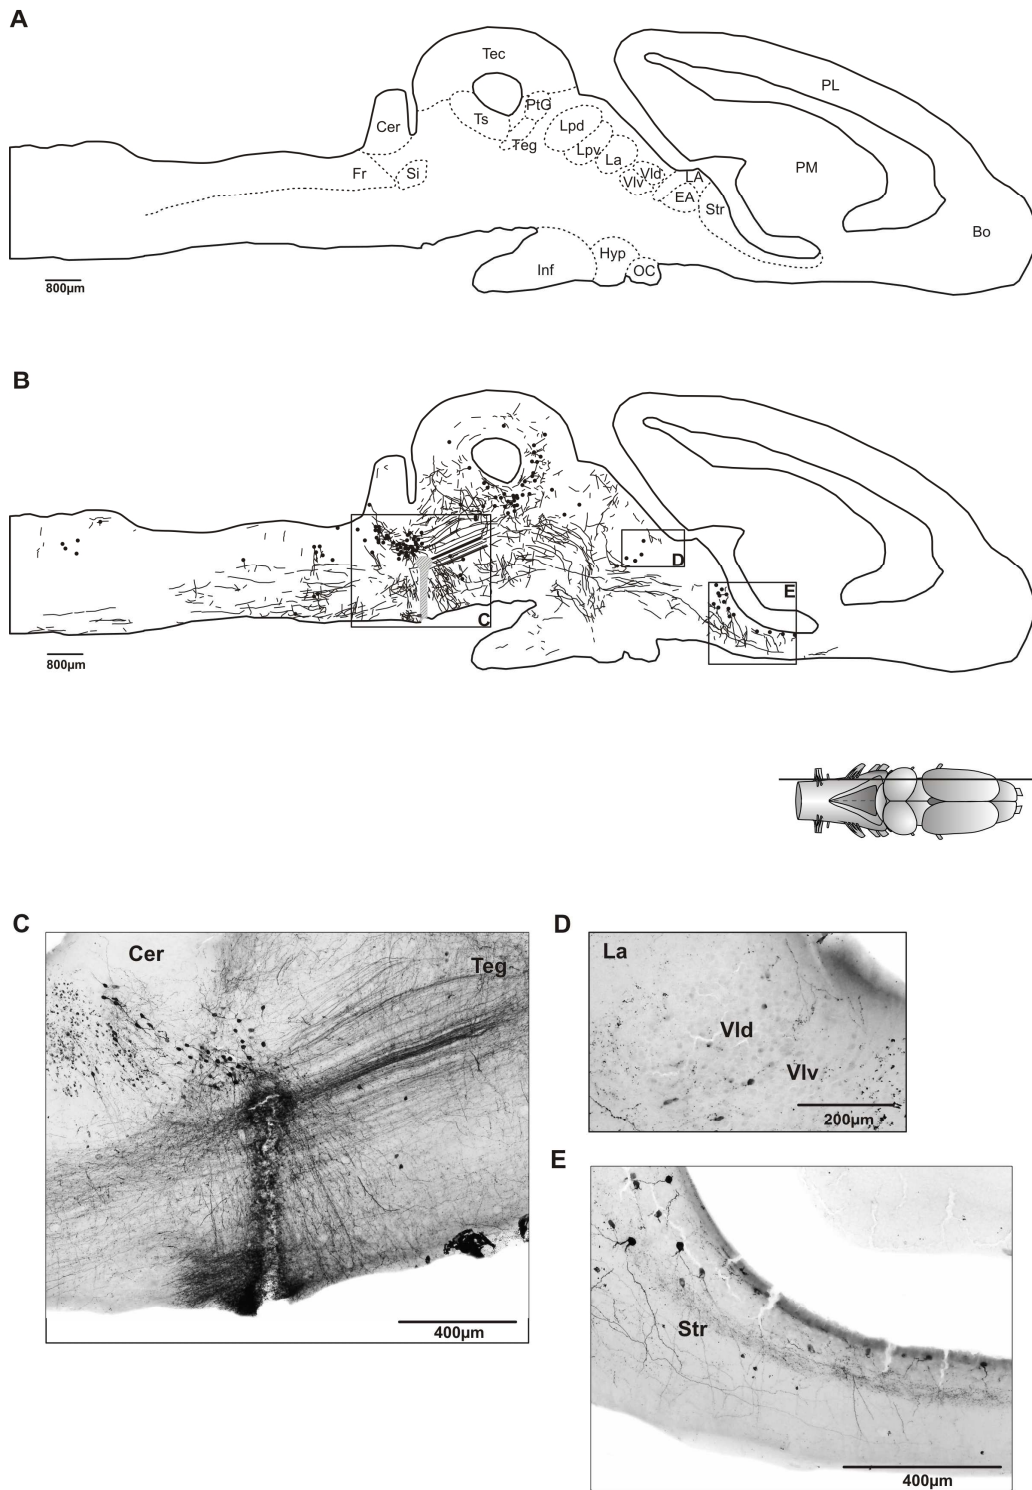 A
Tec
PL
PtG
Ts
Cer
Lpd
Teg
Lpv
La
PM
Fr
Si
Vld
LA
Vlv
EA
Str
Bo
Hyp
Inf
OC
800µm
B
D
E
C
800µm
C
Cer
Teg
400µm
D
La
Vld
Vlv
200µm
E
Str
400µm